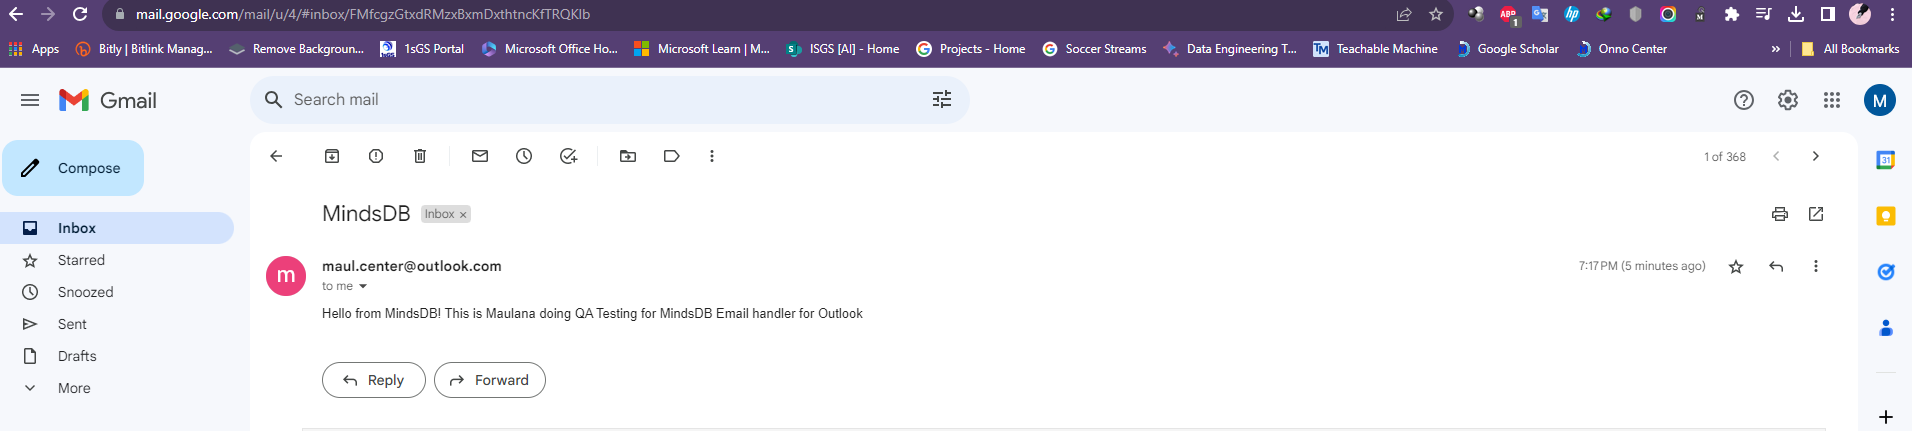 mail.google.com/mail/u/4/#inbox/FMfcgzGtxdRMzxBxmDxthtncKfTRQKlb
ABP 1
Apps Bitly | Bitlink Manag... Remove Backgroun... 1sGS Portal Microsoft Office Ho... Microsoft Learn | M... ISGS [AI] - Home Projects - Home Soccer Streams Data Engineering T... TM Teachable Machine Google Scholar Onno Center » All Bookmarks
Gmail
Search mail
M
Compose
1 of 368
31
MindsDB Inbox ×
Inbox
Starred
Snoozed
Sent
Drafts
More
m
maul.center@outlook.com
7:17 PM (5 minutes ago)
to me
Hello from MindsDB! This is Maulana doing QA Testing for MindsDB Email handler for Outlook
Reply Forward